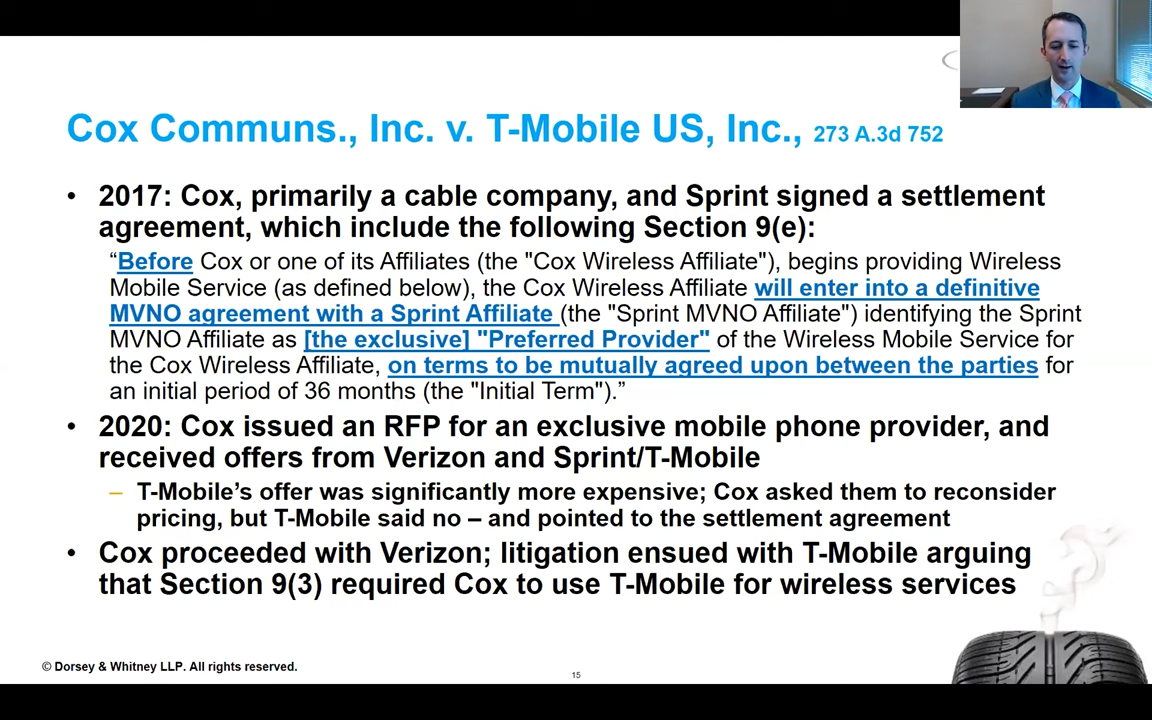 Cox Communs., Inc. v. T-Mobile US, Inc., 273 A.3d 752
• 2017: Cox, primarily a cable company, and Sprint signed a settlement
agreement, which include the following Section 9(e):
“Before Cox or one of its Affiliates (the "Cox Wireless Affiliate"), begins providing Wireless
Mobile Service (as defined below), the Cox Wireless Affiliate will enter into a definitive
MVNO agreement with a Sprint Affiliate (the "Sprint MVNO Affiliate") identifying the Sprint
MVNO Affiliate as [the exclusive] "Preferred Provider" of the Wireless Mobile Service for
the Cox Wireless Affiliate, on terms to be mutually agreed upon between the parties for
an initial period of 36 months (the "Initial Term").”
• 2020: Cox issued an RFP for an exclusive mobile phone provider, and
received offers from Verizon and Sprint/T-Mobile
– T-Mobile’s offer was significantly more expensive; Cox asked them to reconsider
pricing, but T-Mobile said no – and pointed to the settlement agreement
• Cox proceeded with Verizon; litigation ensued with T-Mobile arguing
that Section 9(3) required Cox to use T-Mobile for wireless services
© Dorsey & Whitney LLP. All rights reserved.
15